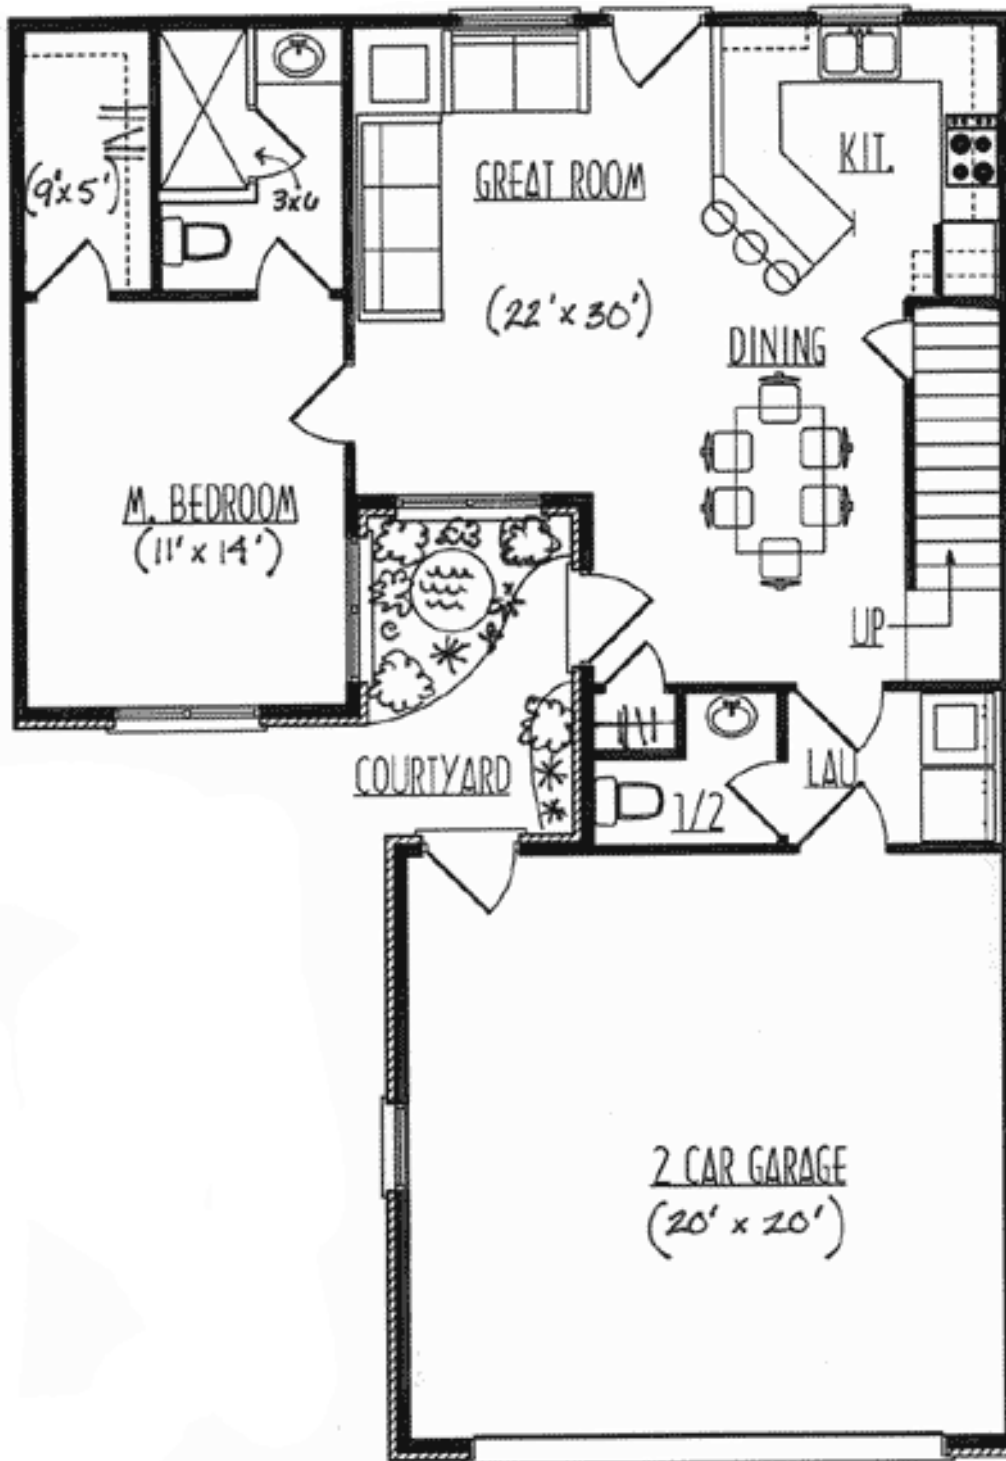 (9'x5')
3x6
GREAT ROOM
(22'x30')
KIT.
DINING
M. BEDROOM
(11' x 14')
UP
COURTYARD
1/2
LAU
2 CAR GARAGE
(20' x 20')